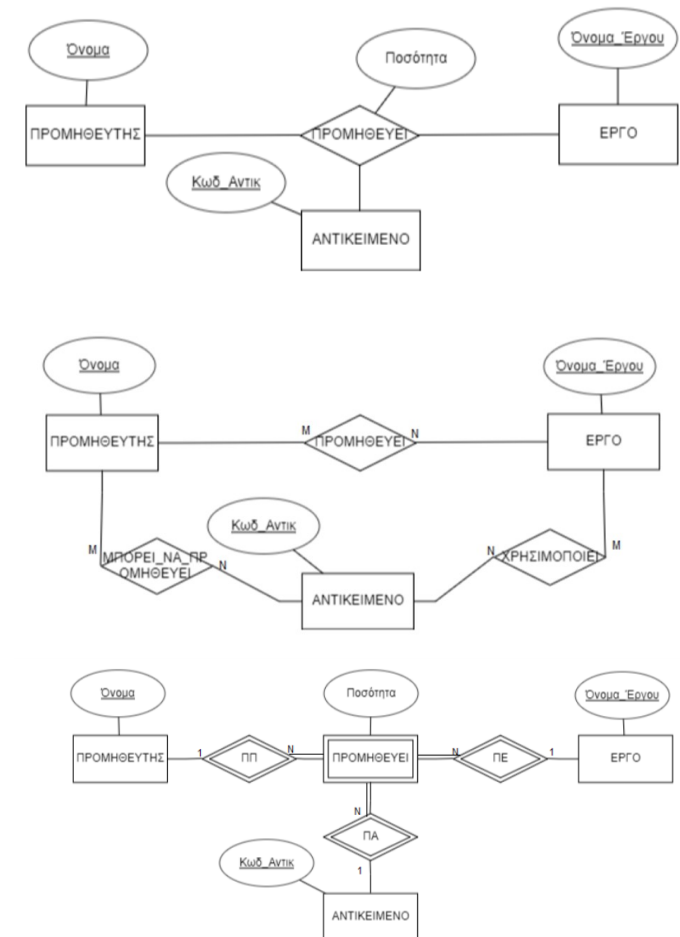 Όνομα
Ποσότητα
Όνομα_Έργου
ΠΡΟΜΗΘΕΥΤΗΣ
ΠΡΟΜΗΘΕΥΕΙ
ΕΡΓΟ
Κωδ_Αντικ
ΑΝΤΙΚΕΙΜΕΝΟ
Όνομα
Όνομα_Έργου
ΠΡΟΜΗΘΕΥΤΗΣ
M
ΠΡΟΜΗΘΕΥΕΙ
N
ΕΡΓΟ
Κωδ_Αντικ
M
ΜΠΟΡΕΙ_ΝΑ_ΠΡ
ΟΜΗΘΕΥΕΙ
N
ΑΝΤΙΚΕΙΜΕΝΟ
N
ΧΡΗΣΙΜΟΠΟΙΕΙ
M
Όνομα
Ποσότητα
Όνομα_Έργου
ΠΡΟΜΗΘΕΥΤΗΣ
1
ΠΠ
N
ΠΡΟΜΗΘΕΥΕΙ
N
ΠΕ
1
ΕΡΓΟ
N
ΠΑ
1
Κωδ_Αντικ
ΑΝΤΙΚΕΙΜΕΝΟ